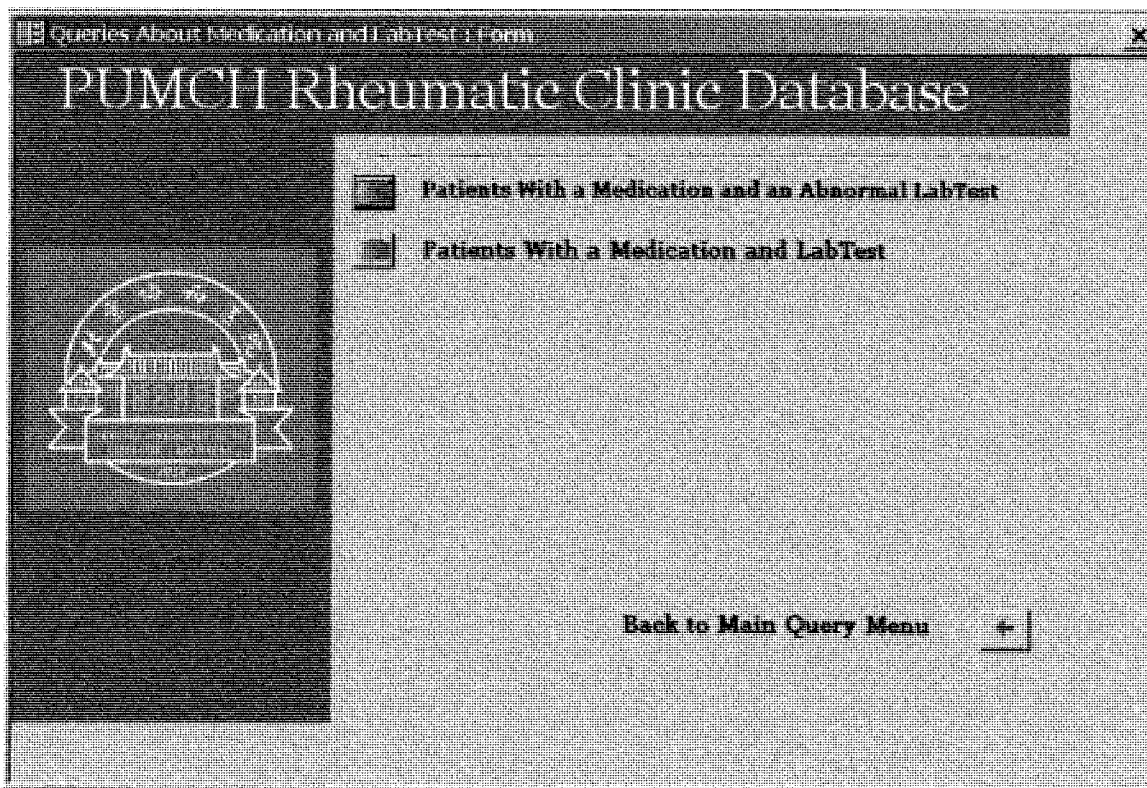 Queries About Medication and LabTest : Form
PUMCH Rheumatic Clinic Database
Patients With a Medication and an Abnormal LabTest
Patients With a Medication and LabTest
Back to Main Query Menu